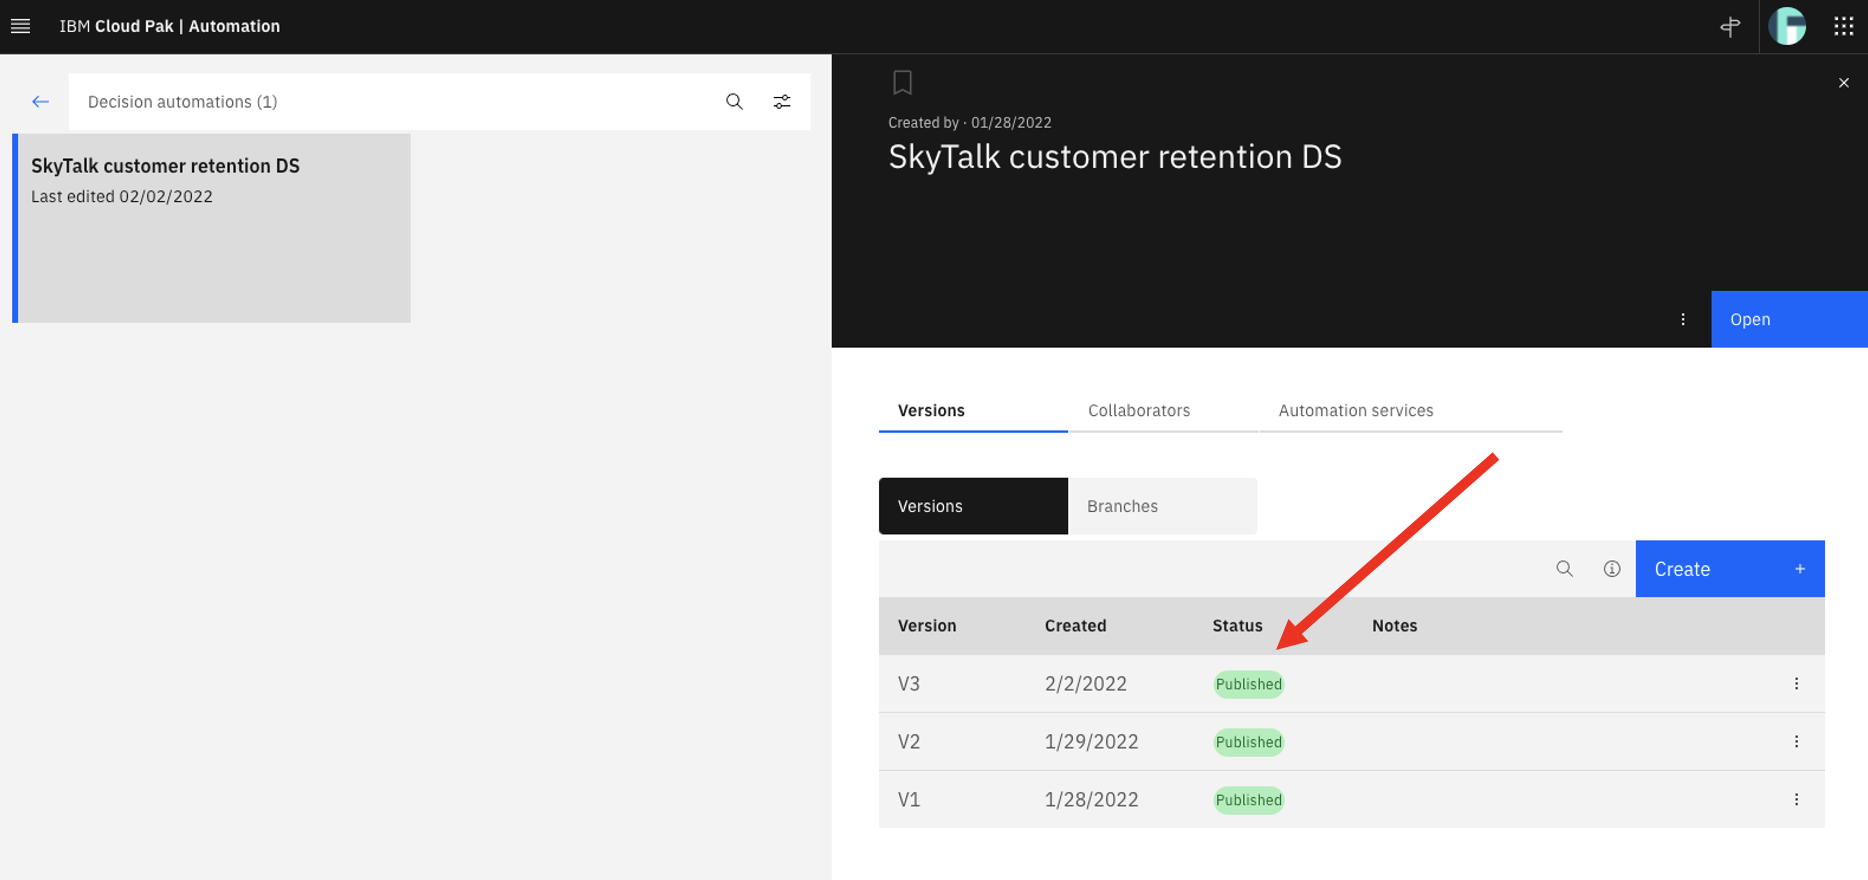 IBM Cloud Pak | Automation
Decision automations (1)
SkyTalk customer retention DS
Last edited 02/02/2022
Created by · 01/28/2022
SkyTalk customer retention DS
Open
Versions Collaborators Automation services
Versions Branches
Create +
Version Created Status Notes
V3 2/2/2022 Published
V2 1/29/2022 Published
V1 1/28/2022 Published